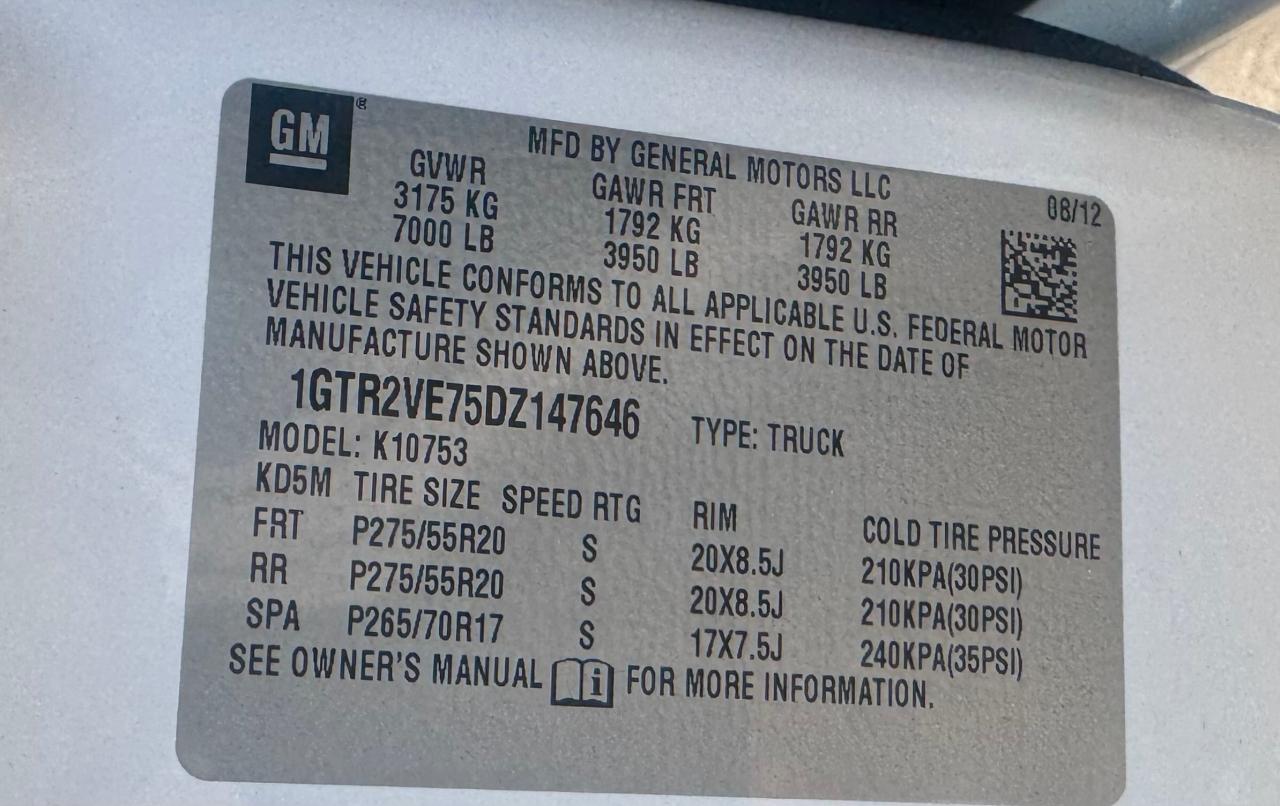 GM ®
MFD BY GENERAL MOTORS LLC
08/12
GVWR GAWR FRT GAWR RR
3175 KG 1792 KG 1792 KG
7000 LB 3950 LB 3950 LB
THIS VEHICLE CONFORMS TO ALL APPLICABLE U.S. FEDERAL MOTOR
VEHICLE SAFETY STANDARDS IN EFFECT ON THE DATE OF
MANUFACTURE SHOWN ABOVE.
1GTR2VE75DZ147646 TYPE: TRUCK
MODEL: K10753
KD5M TIRE SIZE SPEED RTG RIM COLD TIRE PRESSURE
FRT P275/55R20 S 20X8.5J 210KPA(30PSI)
RR P275/55R20 S 20X8.5J 210KPA(30PSI)
SPA P265/70R17 S 17X7.5J 240KPA(35PSI)
SEE OWNER'S MANUAL i FOR MORE INFORMATION.